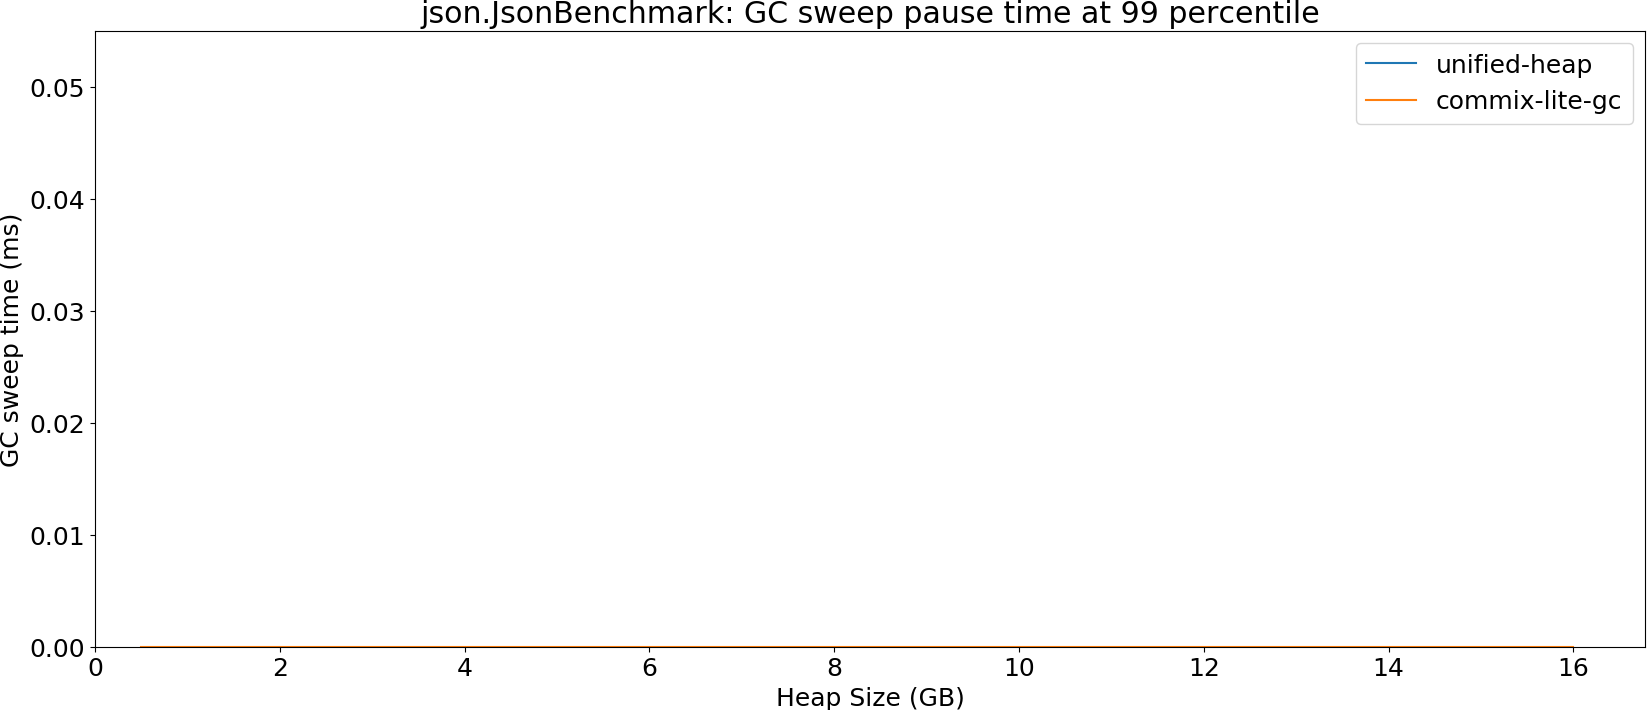 json.JsonBenchmark: GC sweep pause time at 99 percentile
unified-heap
commix-lite-gc
GC sweep time (ms)
0.05
0.04
0.03
0.02
0.01
0.00
0 2 4 6 8 10 12 14 16
Heap Size (GB)